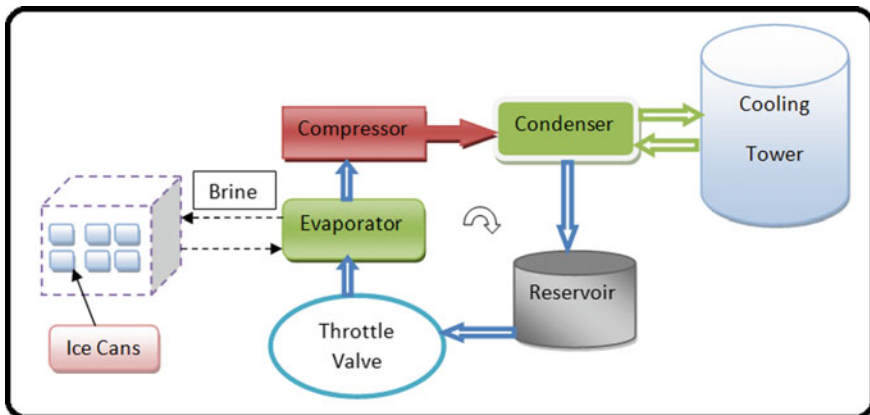 Compressor
Condenser
Cooling
Tower
Brine
Evaporator
Reservoir
Throttle
Valve
Ice Cans